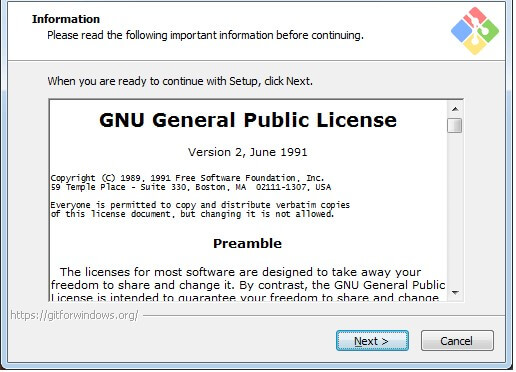 Information
Please read the following important information before continuing.
When you are ready to continue with Setup, click Next.
GNU General Public License
Version 2, June 1991
Copyright (C) 1989, 1991 Free Software Foundation, Inc.
59 Temple Place - Suite 330, Boston, MA  02111-1307, USA
Everyone is permitted to copy and distribute verbatim copies
of this license document, but changing it is not allowed.
Preamble
The licenses for most software are designed to take away your
freedom to share and change it. By contrast, the GNU General Public
License is intended to guarantee your freedom to share and change
https://gitforwindows.org/
Next >
Cancel